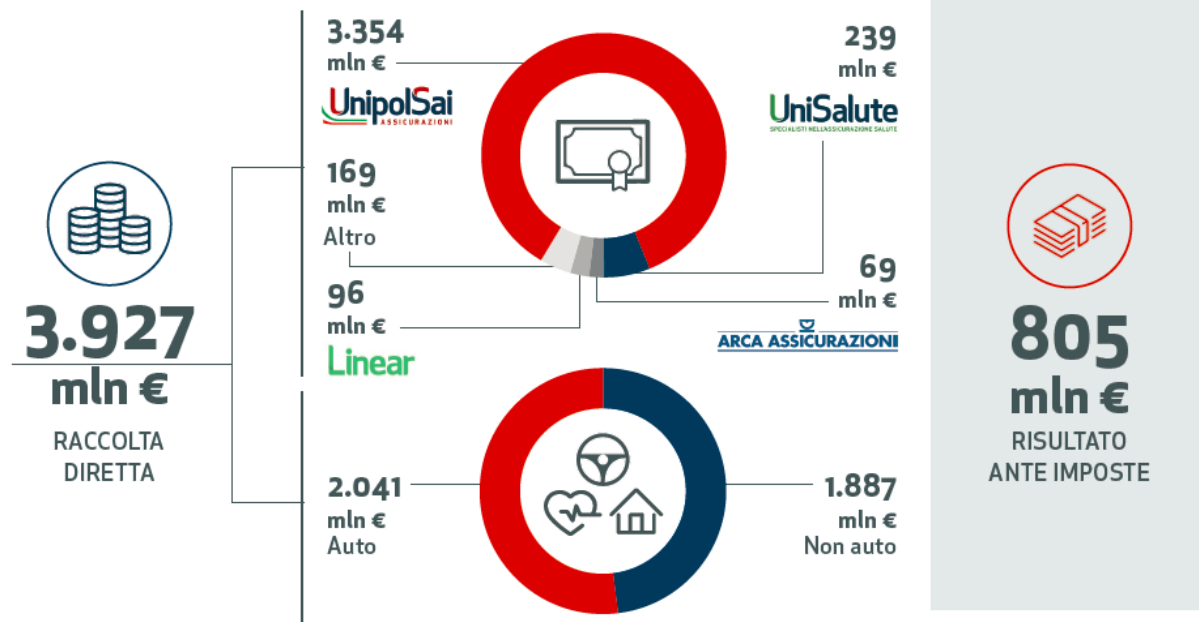 3.927
mln €
RACCOLTA
DIRETTA
3.354
mln €
UnipolSai
ASSICURAZIONI
169
mln €
Altro
96
mln €
Linear
239
mln €
UniSalute
SPECIALISTI NELL'ASSICURAZIONE SALUTE
69
mln €
ARCA ASSICURAZIONI
2.041
mln €
Auto
1.887
mln €
Non auto
805
mln €
RISULTATO
ANTE IMPOSTE